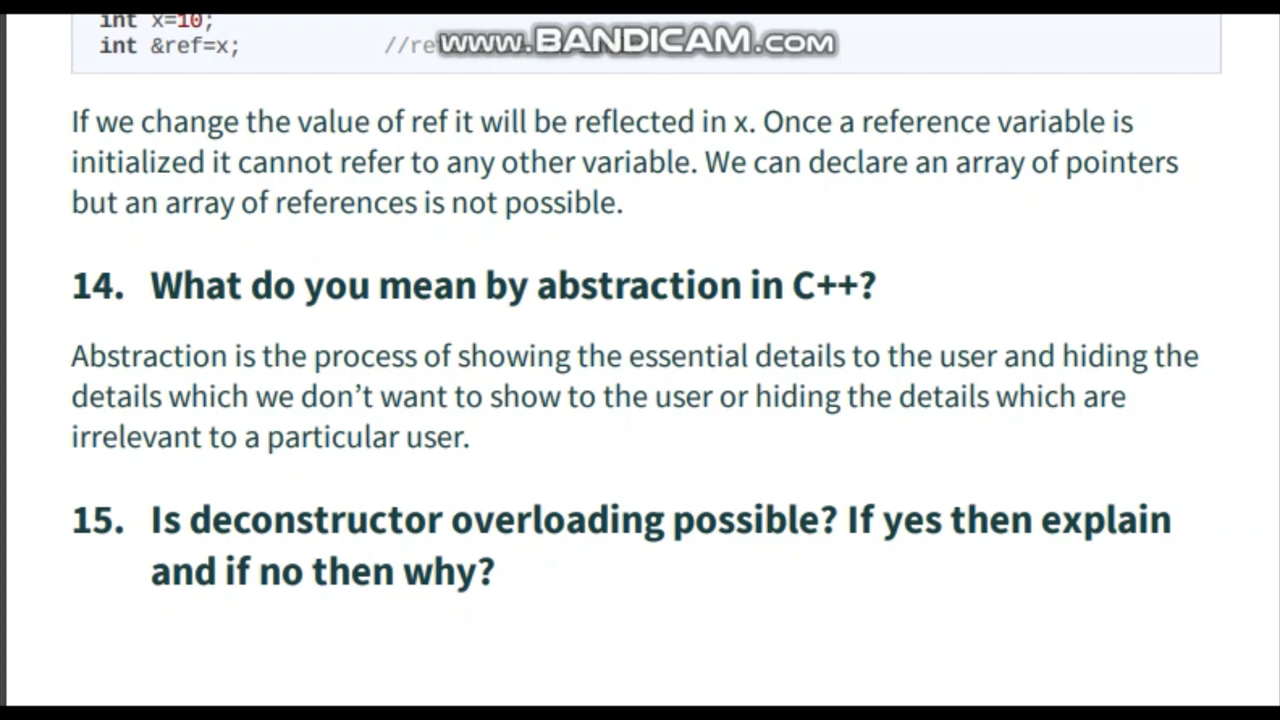 int x=10;
int &ref=x; //re
www.BANDICAM.com
If we change the value of ref it will be reflected in x. Once a reference variable is
initialized it cannot refer to any other variable. We can declare an array of pointers
but an array of references is not possible.
14. What do you mean by abstraction in C++?
Abstraction is the process of showing the essential details to the user and hiding the
details which we don’t want to show to the user or hiding the details which are
irrelevant to a particular user.
15. Is deconstructor overloading possible? If yes then explain
and if no then why?